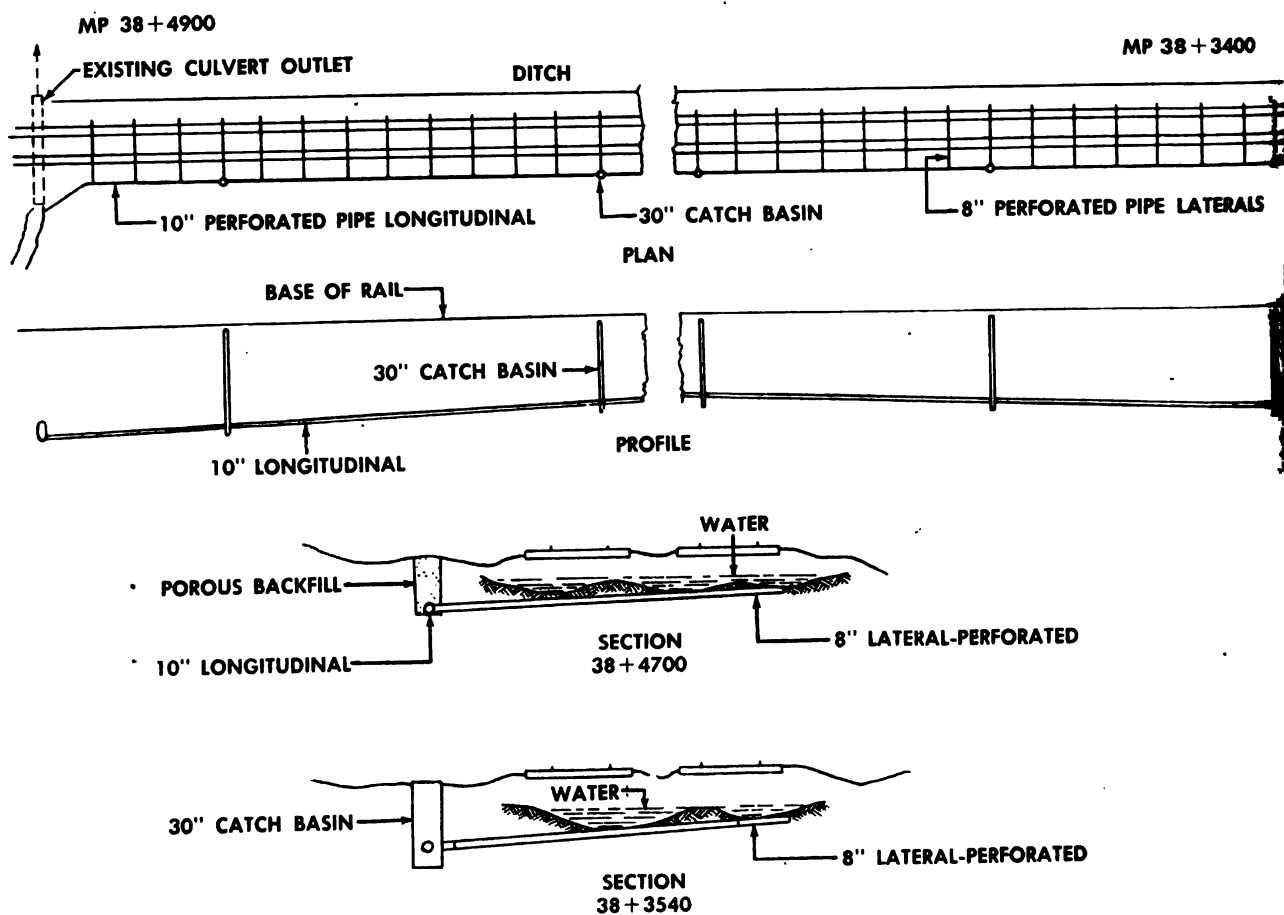 MP 38+4900
MP 38+3400
EXISTING CULVERT OUTLET
DITCH
10" PERFORATED PIPE LONGITUDINAL
30" CATCH BASIN
8" PERFORATED PIPE LATERALS
PLAN
BASE OF RAIL
30" CATCH BASIN
10" LONGITUDINAL
PROFILE
WATER
POROUS BACKFILL
10" LONGITUDINAL
8" LATERAL-PERFORATED
SECTION
38+4700
WATER
30" CATCH BASIN
8" LATERAL-PERFORATED
SECTION
38+3540